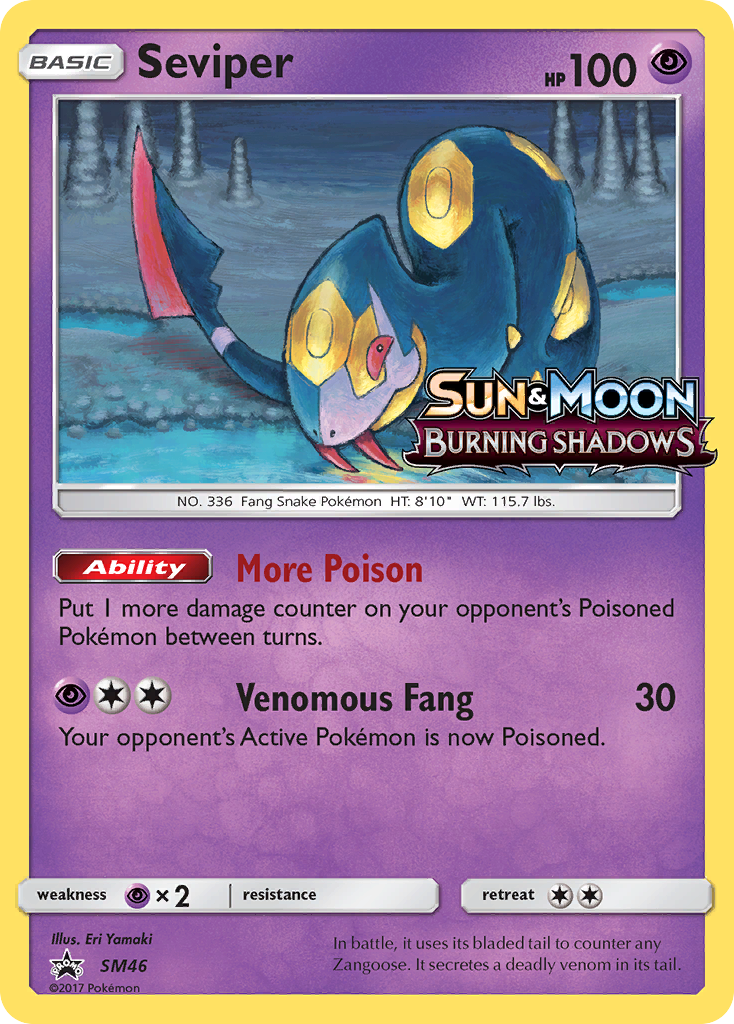 BASIC Seviper HP 100
SUN & MOON
BURNING SHADOWS
NO. 336 Fang Snake Pokémon HT: 8'10" WT: 115.7 lbs.
Ability More Poison
Put 1 more damage counter on your opponent's Poisoned
Pokémon between turns.
Venomous Fang 30
Your opponent's Active Pokémon is now Poisoned.
weakness × 2 resistance retreat
Illus. Eri Yamaki
PROMO SM46
©2017 Pokémon
In battle, it uses its bladed tail to counter any
Zangoose. It secretes a deadly venom in its tail.